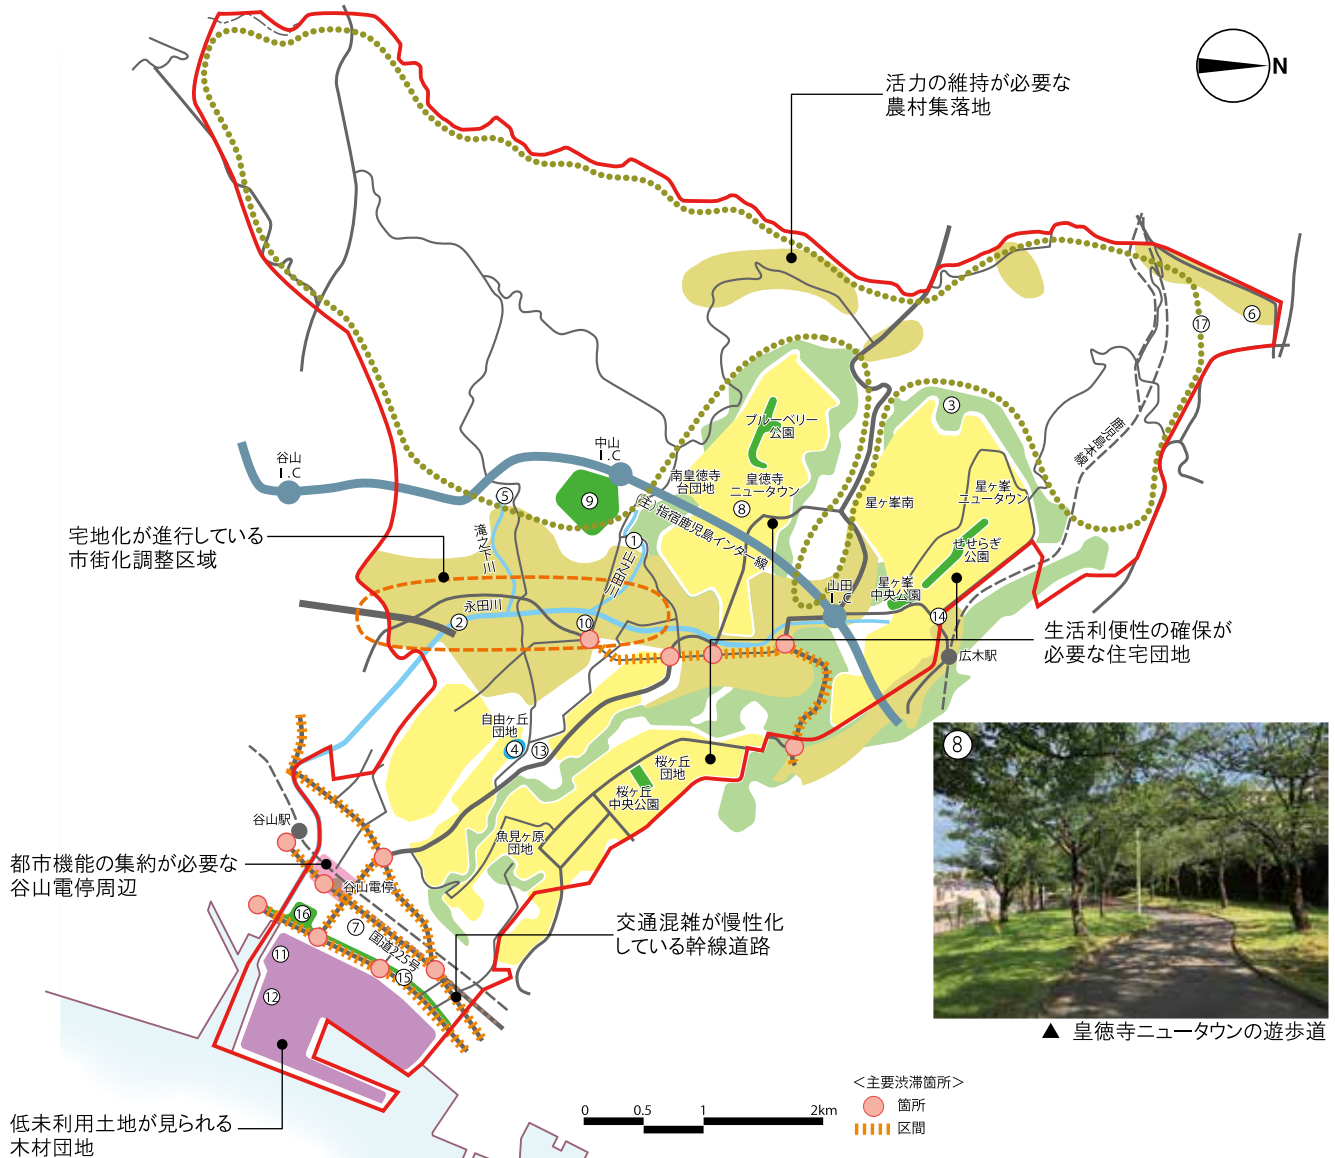 N
活力の維持が必要な
農村集落地
⑥
⑰
③
鹿児島本線
ブルーベリー
公園
中山
I.C
谷山
I.C
南皇徳寺
台団地
皇徳寺
ニュータウン
⑧
星ヶ峯
ニュータウン
星ヶ峯南
⑤
⑨
(注)指宿鹿児島インター線
宅地化が進行している
市街化調整区域
滝之下川
①
せせらぎ
公園
山田
I.C
星ヶ峯
中央公園
永田川
②
⑩
⑭
生活利便性の確保が
必要な住宅団地
広木駅
自由ヶ丘
団地
④
⑬
桜ヶ丘
団地
桜ヶ丘
中央公園
⑧
谷山駅
魚見ヶ原
団地
都市機能の集約が必要な
谷山電停周辺
谷山電停
⑯
⑦
国道225号
交通混雑が慢性化
している幹線道路
⑪
⑮
⑫
▲ 皇徳寺ニュータウンの遊歩道
<主要渋滞箇所>
箇所
区間
0 0.5 1 2km
低未利用土地が見られる
木材団地